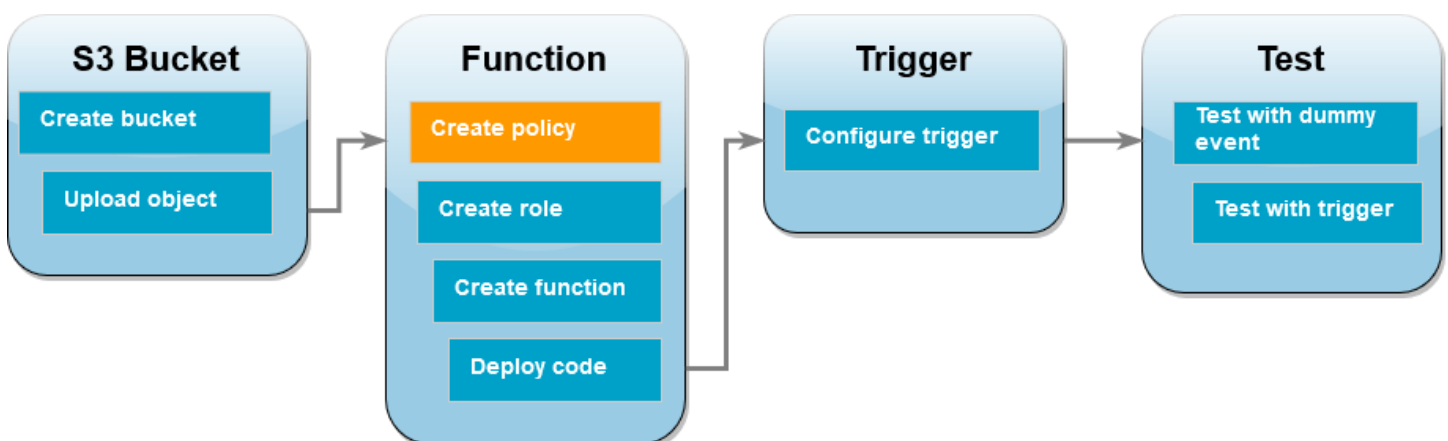 S3 Bucket
Create bucket
Upload object
Function
Create policy
Create role
Create function
Deploy code
Trigger
Configure trigger
Test
Test with dummy
event
Test with trigger